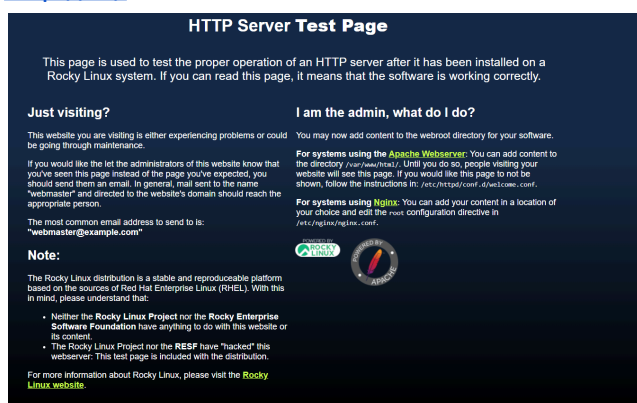 HTTP Server Test Page
This page is used to test the proper operation of an HTTP server after it has been installed on a
Rocky Linux system. If you can read this page, it means that the software is working correctly.
Just visiting?
This website you are visiting is either experiencing problems or could
be going through maintenance.
If you would like the let the administrators of this website know that
you've seen this page instead of the page you've expected, you
should send them an email. In general, mail sent to the name
"webmaster" and directed to the website's domain should reach the
appropriate person.
The most common email address to send to is:
"webmaster@example.com"
Note:
The Rocky Linux distribution is a stable and reproduceable platform
based on the sources of Red Hat Enterprise Linux (RHEL). With this
in mind, please understand that:
• Neither the Rocky Linux Project nor the Rocky Enterprise
Software Foundation have anything to do with this website or
its content.
• The Rocky Linux Project nor the RESF have "hacked" this
webserver: This test page is included with the distribution.
For more information about Rocky Linux, please visit the Rocky
Linux website.
I am the admin, what do I do?
You may now add content to the webroot directory for your software.
For systems using the Apache Webserver: You can add content to
the directory /var/www/html/. Until you do so, people visiting your
website will see this page. If you would like this page to not be
shown, follow the instructions in: /etc/httpd/conf.d/welcome.conf.
For systems using Nginx: You can add your content in a location of
your choice and edit the root configuration directive in
/etc/nginx/nginx.conf.
POWERED BY
ROCKY
LINUX
POWERED BY
APACHE